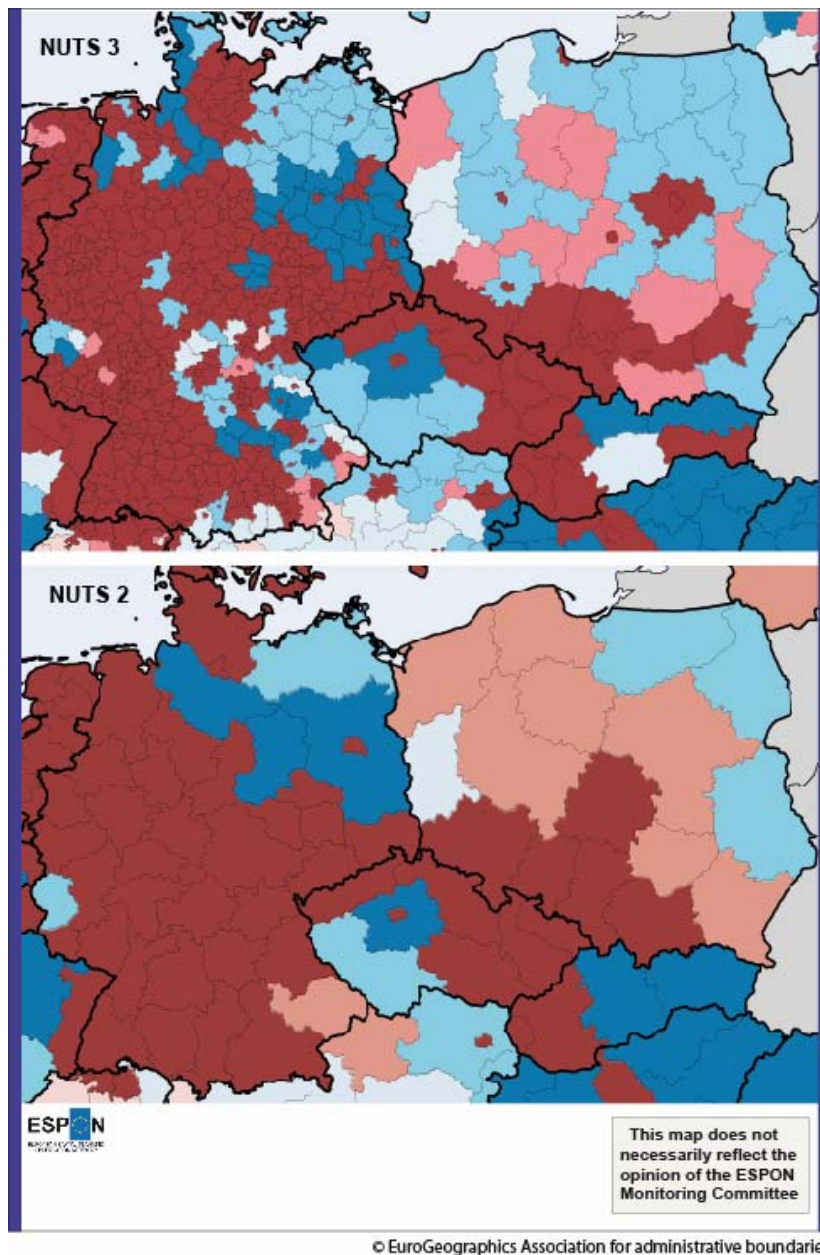 NUTS 3
NUTS 2
ESPON
This map does not
necessarily reflect the
opinion of the ESPON
Monitoring Committee
© EuroGeographics Association for administrative boundarie